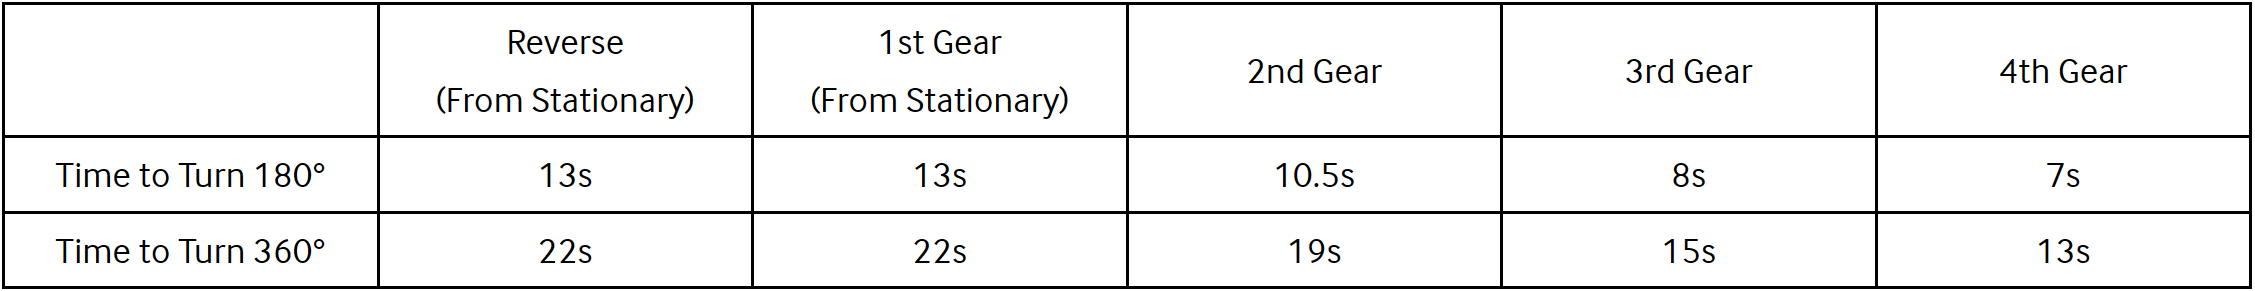 Reverse
(From Stationary)
1st Gear
(From Stationary)
2nd Gear
3rd Gear
4th Gear
Time to Turn 180°
13s
13s
10.5s
8s
7s
Time to Turn 360°
22s
22s
19s
15s
13s